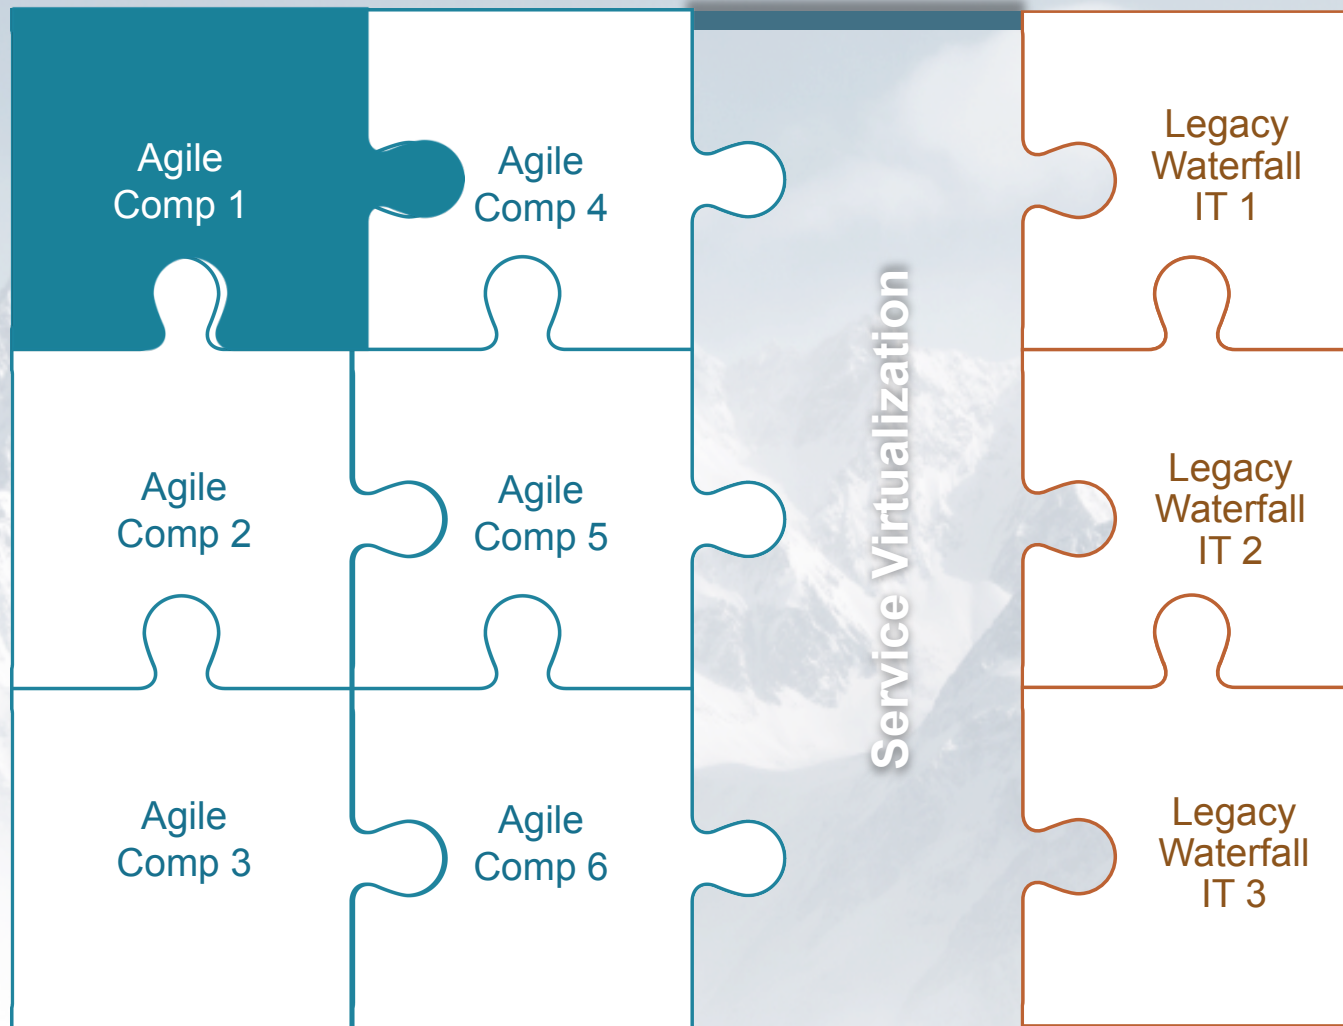 Agile
Comp 1
Agile
Comp 4
Legacy
Waterfall
IT 1
Service Virtualization
Agile
Comp 2
Agile
Comp 5
Legacy
Waterfall
IT 2
Agile
Comp 3
Agile
Comp 6
Legacy
Waterfall
IT 3